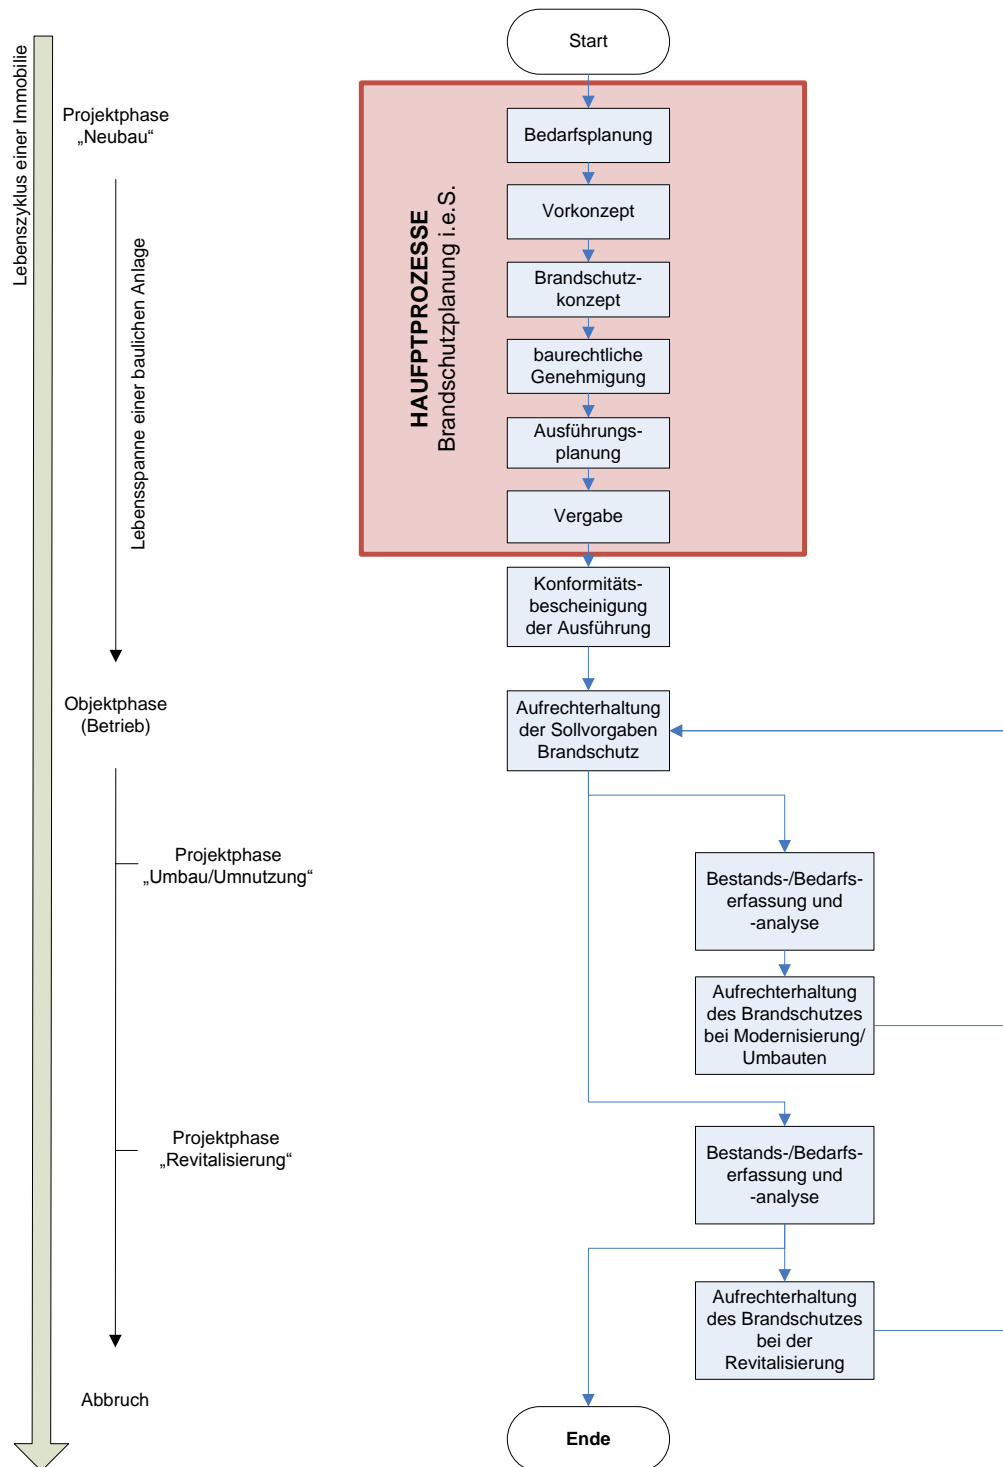 Lebenszyklus einer Immobilie
Projektphase
„Neubau“
Lebensspanne einer baulichen Anlage
Objektphase
(Betrieb)
Projektphase
„Umbau/Umnutzung“
Projektphase
„Revitalisierung“
Abbruch
Start
HAUFPTPROZESSE
Brandschutzplanung i.e.S.
Bedarfsplanung
Vorkonzept
Brandschutz-
konzept
baurechtliche
Genehmigung
Ausführungs-
planung
Vergabe
Konformitäts-
bescheinigung
der Ausführung
Aufrechterhaltung
der Sollvorgaben
Brandschutz
Bestands-/Bedarfs-
erfassung und
-analyse
Aufrechterhaltung
des Brandschutzes
bei Modernisierung/
Umbauten
Bestands-/Bedarfs-
erfassung und
-analyse
Aufrechterhaltung
des Brandschutzes
bei der
Revitalisierung
Ende